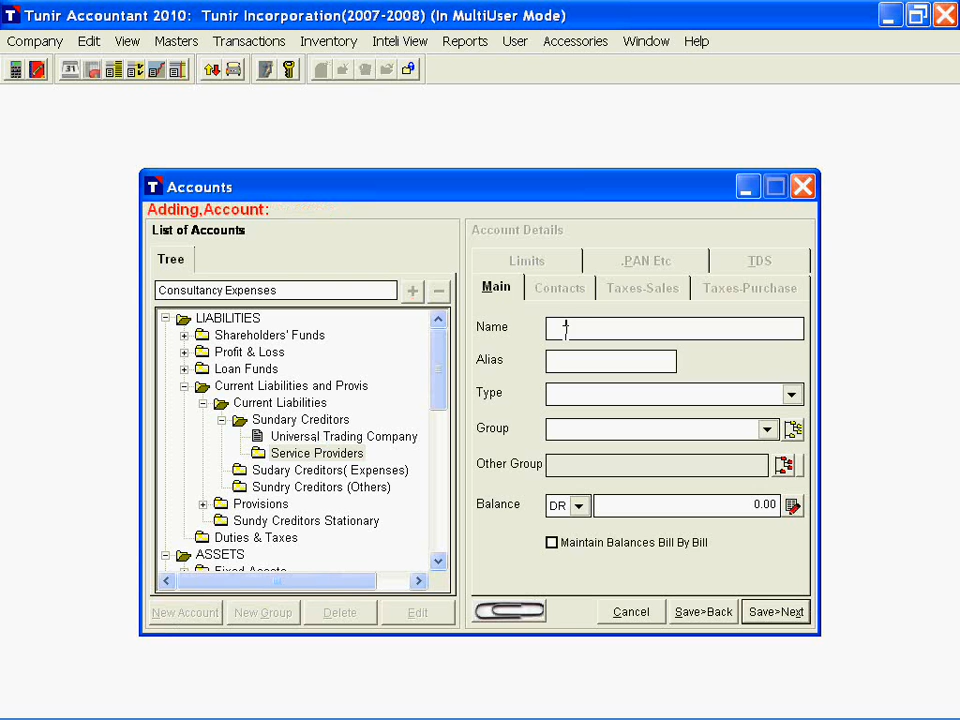 Tunir Accountant 2010: Tunir Incorporation(2007-2008) (In MultiUser Mode)
Company Edit View Masters Transactions Inventory Inteli View Reports User Accessories Window Help
31
T Accounts
Adding,Account:
List of Accounts
Tree
Consultancy Expenses
LIABILITIES
Shareholders' Funds
Profit & Loss
Loan Funds
Current Liabilities and Provis
Current Liabilities
Sundary Creditors
Universal Trading Company
Service Providers
Sudary Creditors( Expenses)
Sundry Creditors (Others)
Provisions
Sundy Creditors Stationary
Duties & Taxes
ASSETS
Fixed Assets
New Account New Group Delete Edit
Account Details
Limits .PAN Etc TDS
Main Contacts Taxes-Sales Taxes-Purchase
Name
Alias
Type
Group
Other Group
Balance DR 0.00
Maintain Balances Bill By Bill
Cancel Save>Back Save>Next